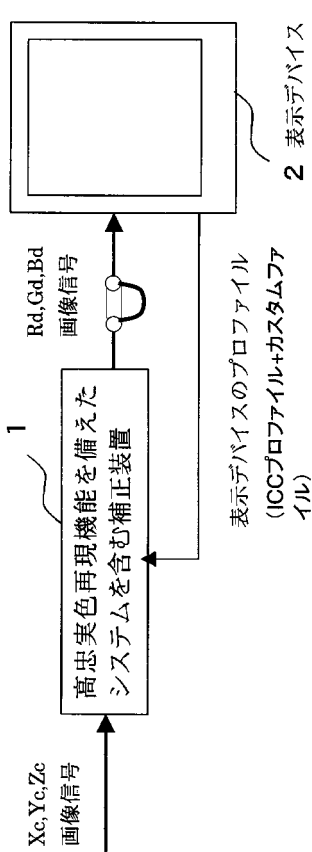 Xc,Yc,Zc
画像信号
1
高忠実色再現機能を備えた
システムを含む補正装置
Rd,Gd,Bd
画像信号
表示デバイスのプロファイル
(ICCプロファイル+カスタムファ
イル)
2 表示デバイス